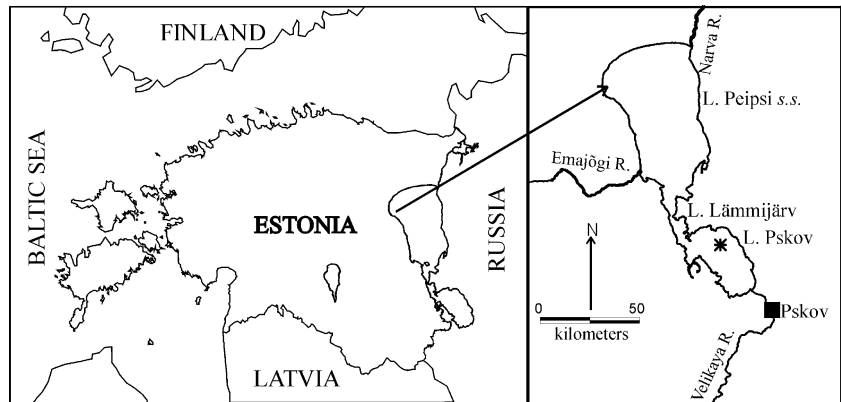 FINLAND
BALTIC SEA
ESTONIA
RUSSIA
LATVIA
Narva R.
L. Peipsi s.s.
Emajõgi R.
L. Lämmijärv
L. Pskov
N
0 50
kilometers
Pskov
Velikaya R.